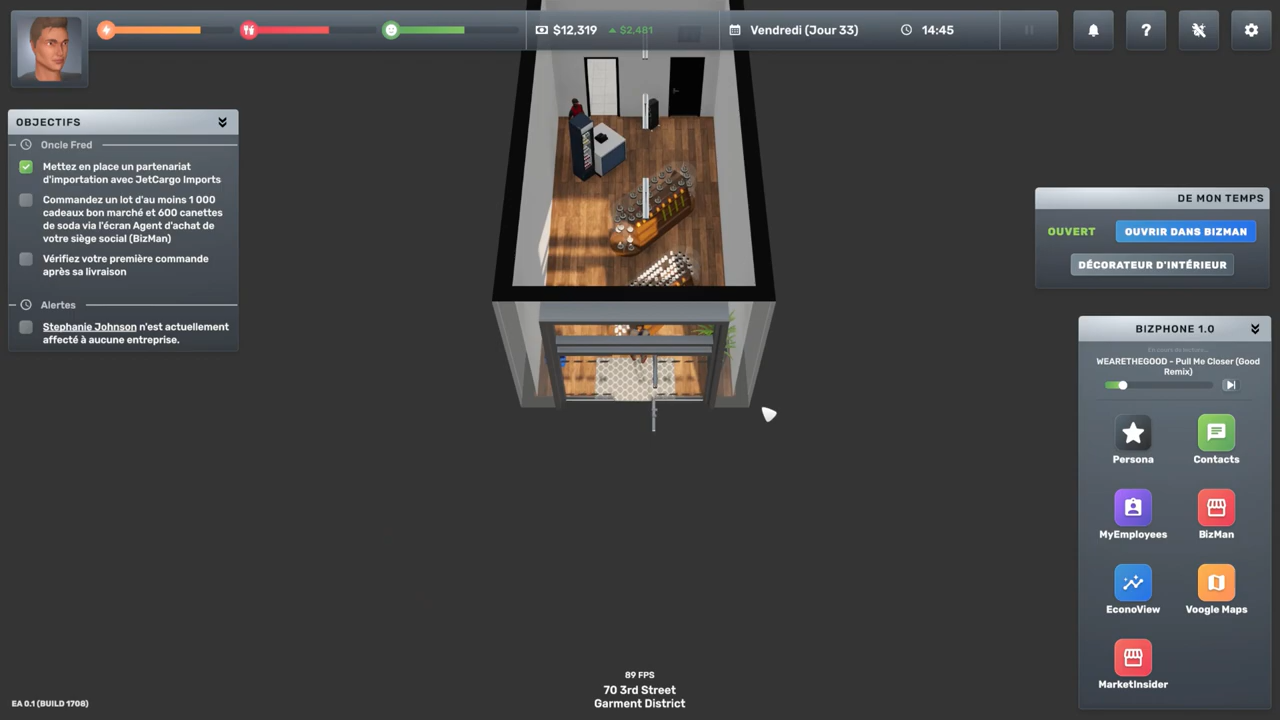 $12,319
$2,481
Vendredi (Jour 33)
14:45
?
OBJECTIFS
Oncle Fred
Mettez en place un partenariat
d'importation avec JetCargo Imports
Commandez un lot d'au moins 1 000
cadeaux bon marché et 600 canettes
de soda via l'écran Agent d'achat de
votre siège social (BizMan)
Vérifiez votre première commande
après sa livraison
Alertes
Stephanie Johnson n'est actuellement
affecté à aucune entreprise.
DE MON TEMPS
OUVERT
OUVRIR DANS BIZMAN
DÉCORATEUR D'INTÉRIEUR
BIZPHONE 1.0
En cours de lecture...
WEARETHEGOOD - Pull Me Closer (Good
Remix)
Persona
Contacts
MyEmployees
BizMan
EconoView
Voogle Maps
MarketInsider
89 FPS
70 3rd Street
Garment District
EA 0.1 (BUILD 1708)